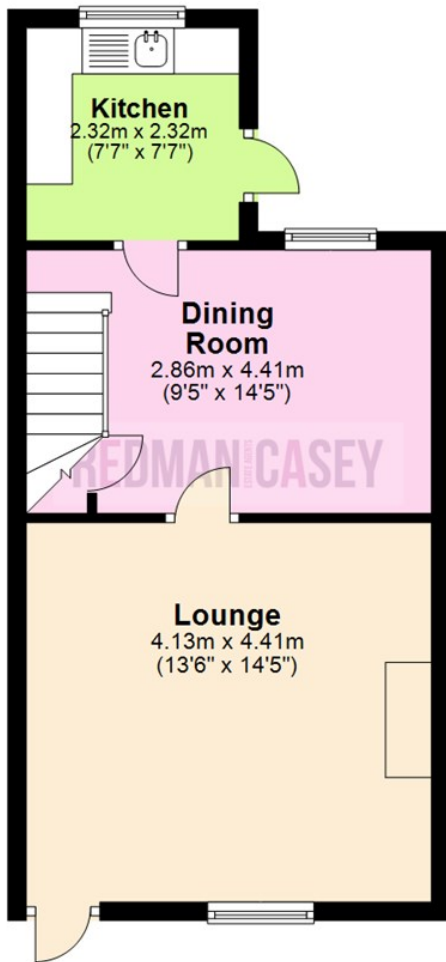 Kitchen
2.32m x 2.32m
(7'7" x 7'7")
Dining
Room
2.86m x 4.41m
(9'5" x 14'5")
REDMAN CASEY
Lounge
4.13m x 4.41m
(13'6" x 14'5")